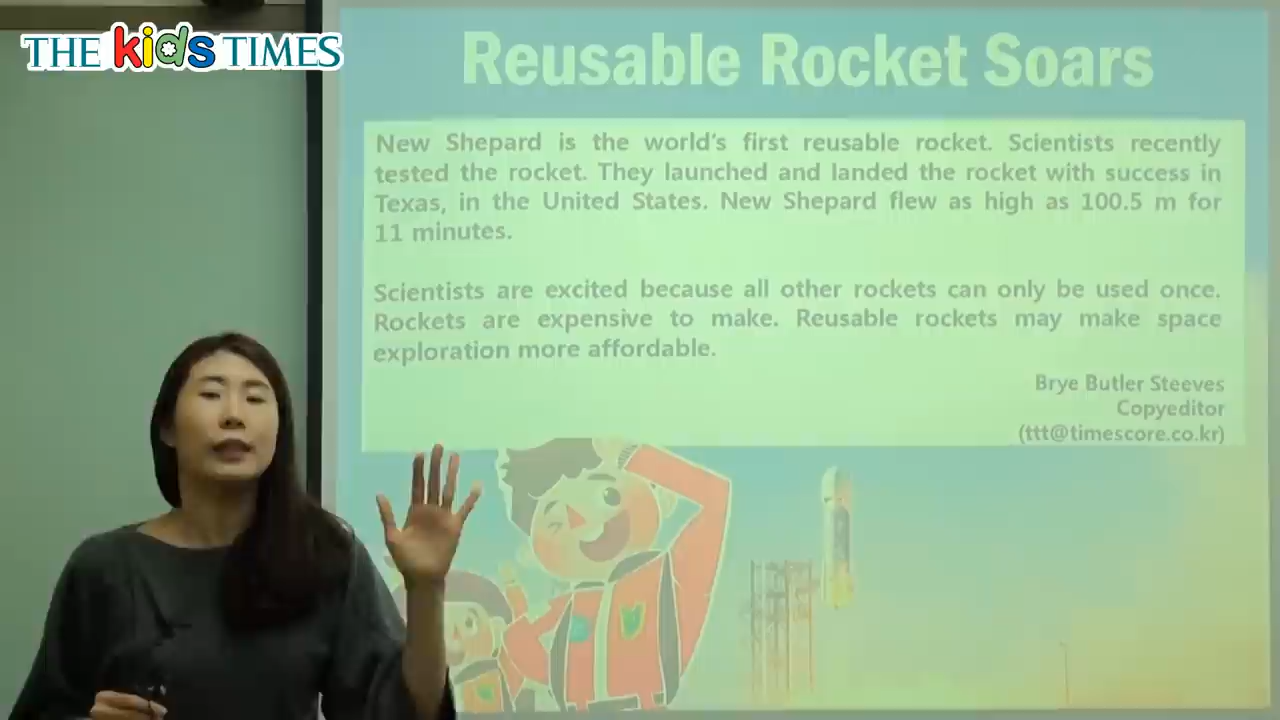 THE kids TIMES
Reusable Rocket Soars
New Shepard is the world's first reusable rocket. Scientists recently
tested the rocket. They launched and landed the rocket with success in
Texas, in the United States. New Shepard flew as high as 100.5 m for
11 minutes.
Scientists are excited because all other rockets can only be used once.
Rockets are expensive to make. Reusable rockets may make space
exploration more affordable.
Brye Butler Steeves
Copyeditor
(ttt@timescore.co.kr)